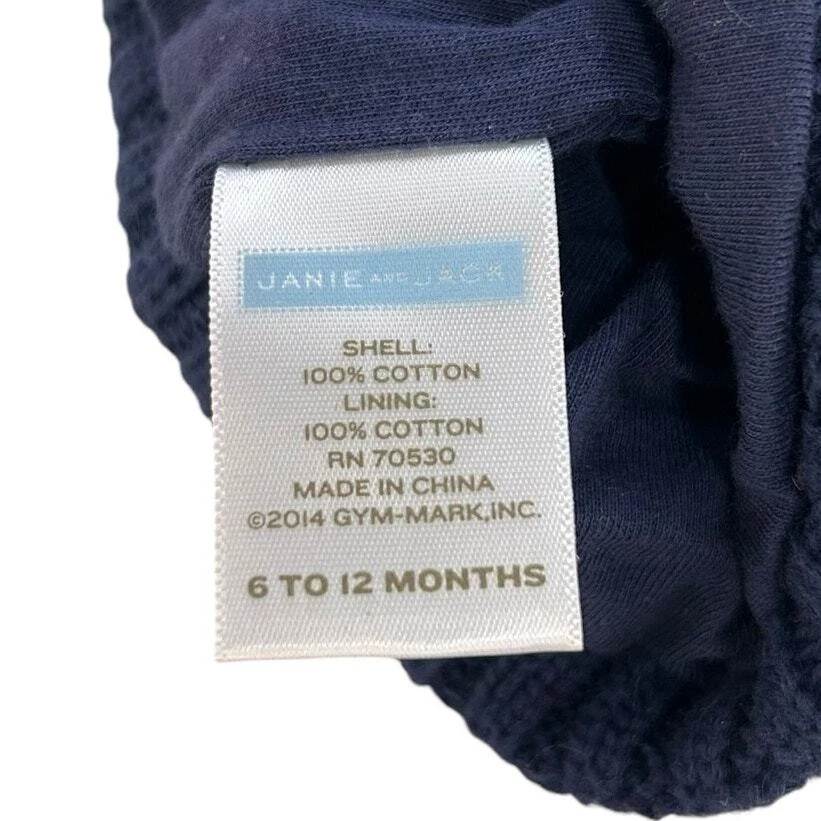 JANIE AND JACK
SHELL:
100% COTTON
LINING:
100% COTTON
RN 70530
MADE IN CHINA
©2014 GYM-MARK,INC.
6 TO 12 MONTHS